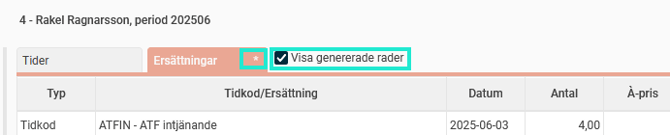 4 - Rakel Ragnarsson, period 202506
Tider Ersättningar * Visa genererade rader
Typ Tidkod/Ersättning Datum Antal À-pris
Tidkod ATFIN - ATF intjänande 2025-06-03 4,00